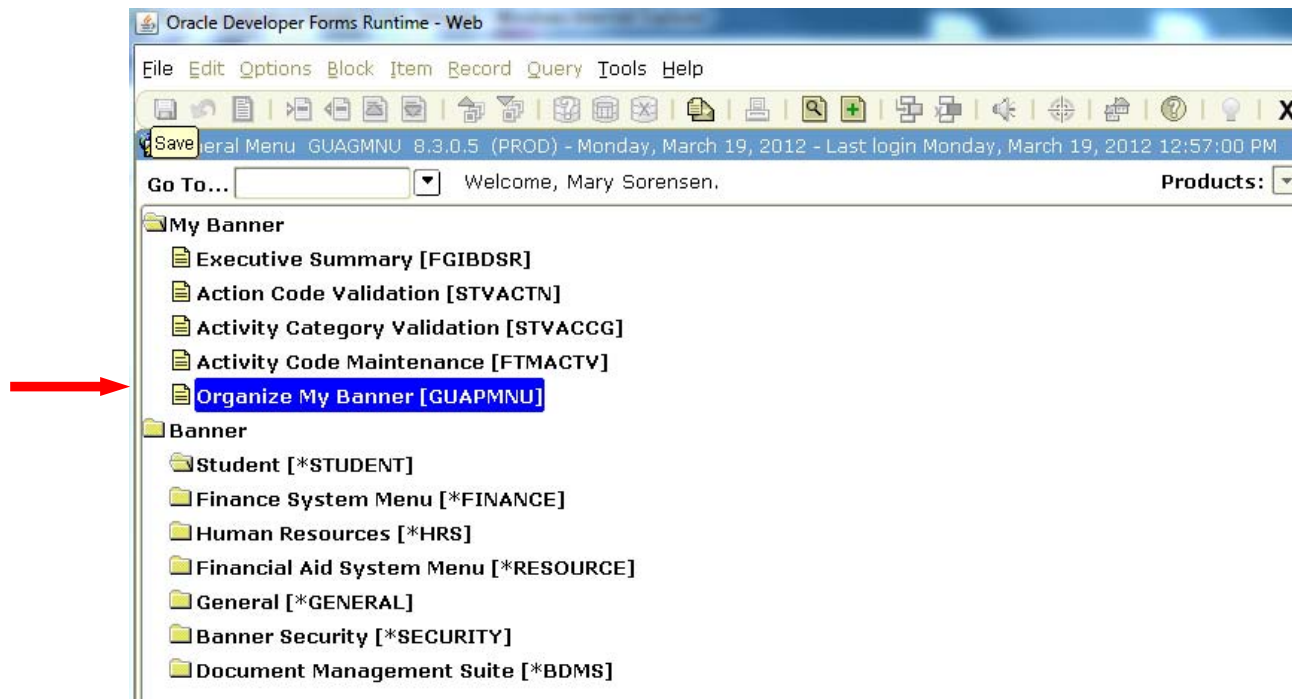 Oracle Developer Forms Runtime - Web
File Edit Options Block Item Record Query Tools Help
X
Save
eral Menu GUAGMNU 8.3.0.5 (PROD) - Monday, March 19, 2012 - Last login Monday, March 19, 2012 12:57:00 PM
Go To... Welcome, Mary Sorensen. Products:
My Banner
Executive Summary [FGIBDSR]
Action Code Validation [STVACTN]
Activity Category Validation [STVACCG]
Activity Code Maintenance [FTMACTV]
Organize My Banner [GUAPMNU]
Banner
Student [*STUDENT]
Finance System Menu [*FINANCE]
Human Resources [*HRS]
Financial Aid System Menu [*RESOURCE]
General [*GENERAL]
Banner Security [*SECURITY]
Document Management Suite [*BDMS]